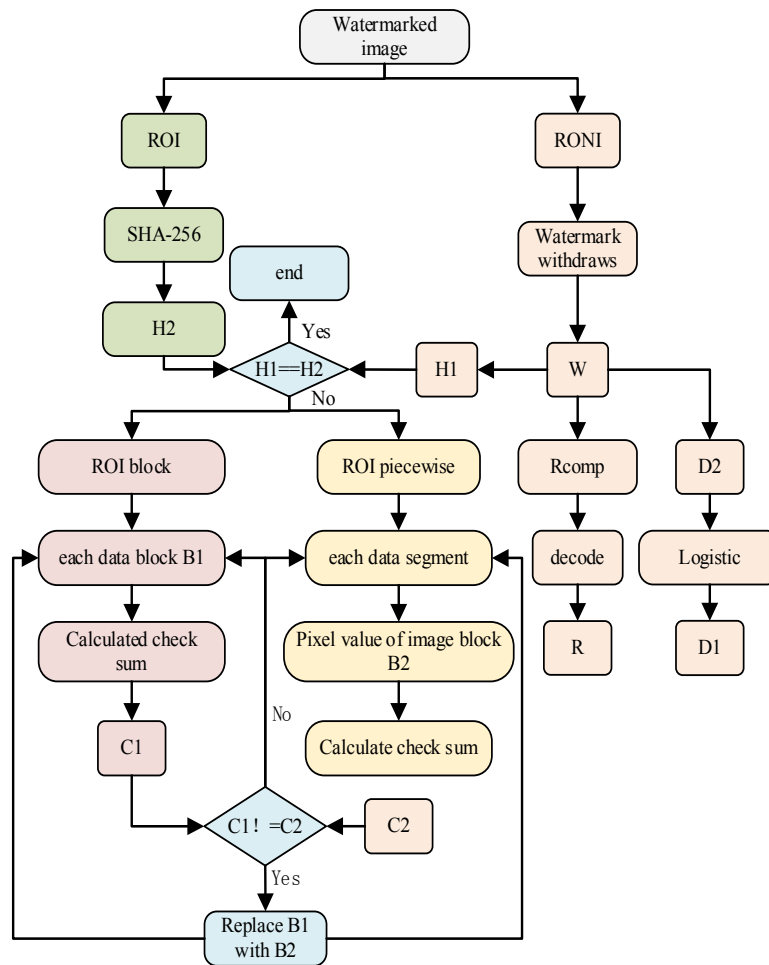 Watermarked
image
ROI
RONI
SHA-256
Watermark
withdraws
end
H2
Yes
H1==H2
H1
W
No
ROI block
ROI piecewise
Rcomp
D2
each data block B1
each data segment
decode
Logistic
Calculated check
sum
Pixel value of image block
B2
R
D1
No
C1
Calculate check sum
C1! =C2
C2
Yes
Replace B1
with B2